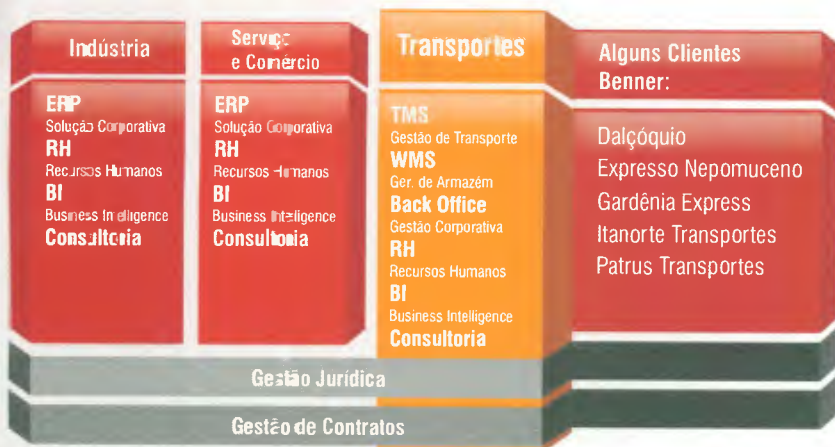 Indústria
ERP
Solução Corporativa
RH
Recursos Humanos
BI
Business Intelligence
Consultoria
Serviço
e Comércio
ERP
Solução Corporativa
RH
Recursos Humanos
BI
Business Intelligence
Consultoria
Transportes
TMS
Gestão de Transporte
WMS
Ger. de Armazém
Back Office
Gestão Corporativa
RH
Recursos Humanos
BI
Business Intelligence
Consultoria
Alguns Clientes
Benner:
Dalçóquio
Expresso Nepomuceno
Gardênia Express
Itanorte Transportes
Patrus Transportes
Gestão Jurídica
Gestão de Contratos